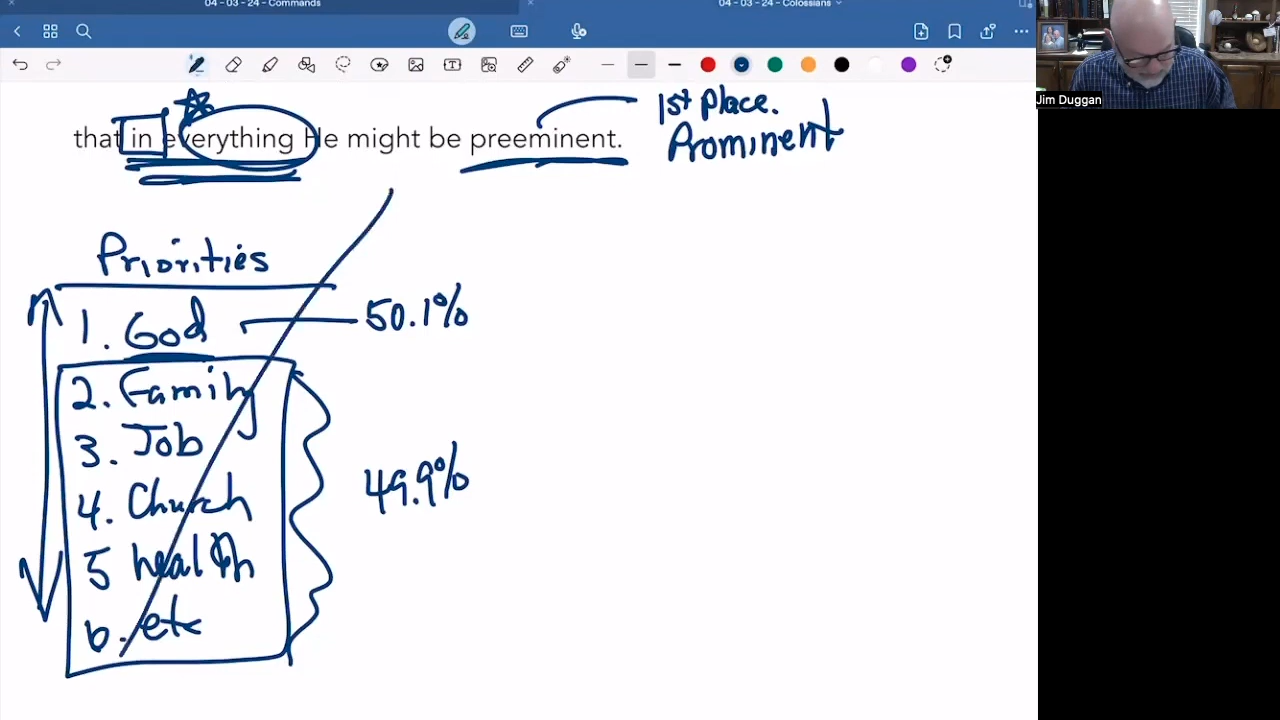 04 - 03 - 24 - Commands
04 - 03 - 24 - Colossians
Jim Duggan
that in everything He might be preeminent.
1st Place.
Prominent
Priorities
1. God
50.1%
2. Family
3. Job
4. Church
49.9%
5 health
6. etc